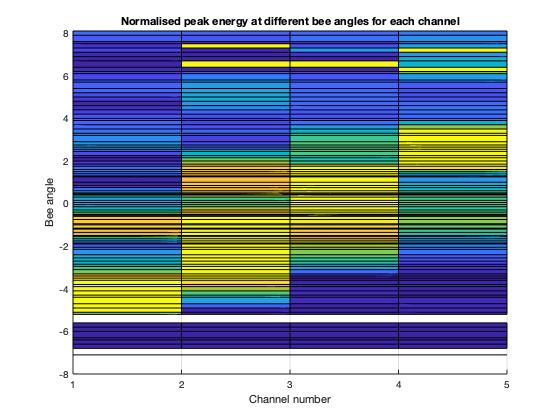 Normalised peak energy at different bee angles for each channel
8
6
4
2
0
-2
-4
-6
-8
Bee angle
1 2 3 4 5
Channel number